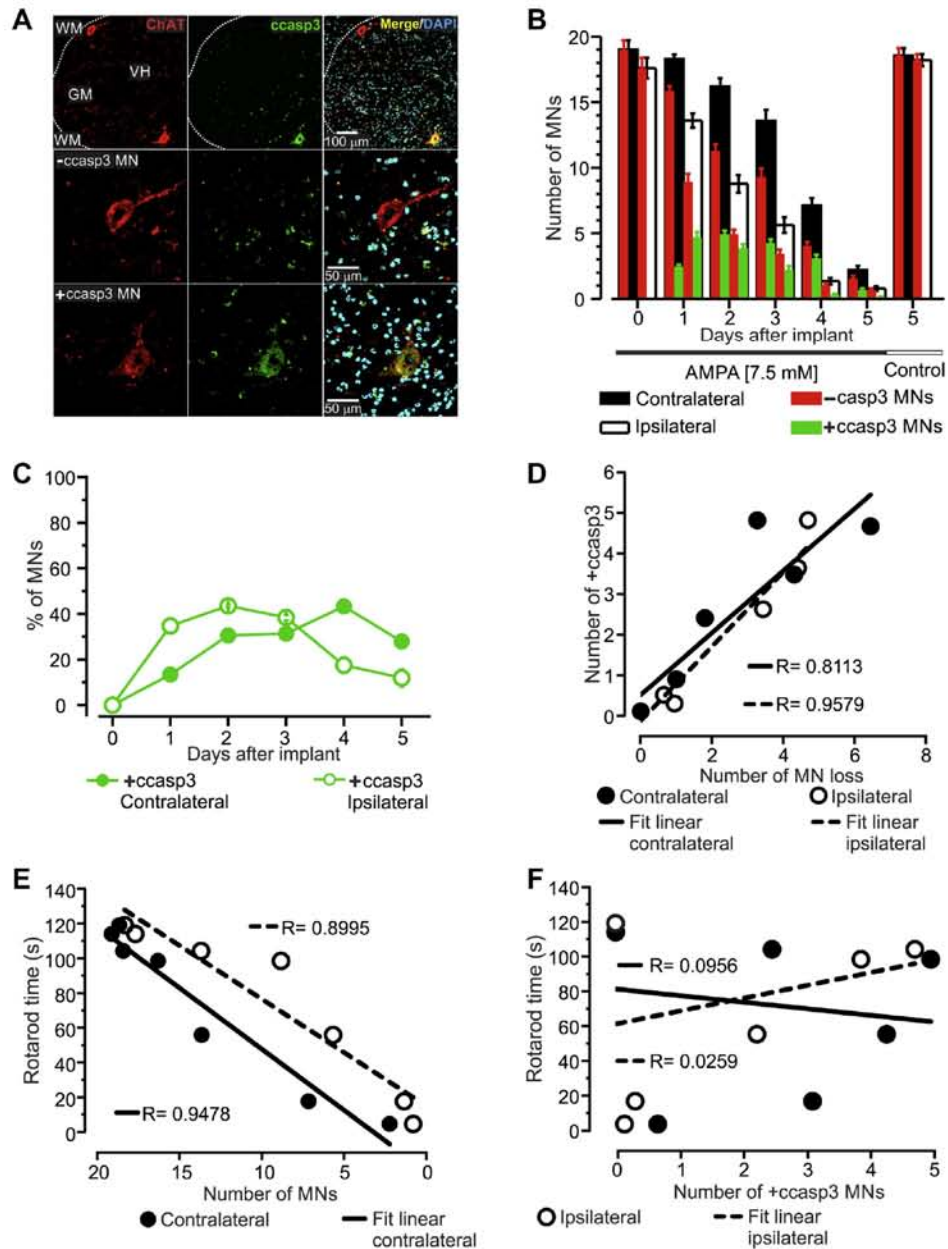 A
WM
ChAT
ccasp3
Merge/DAPI
VH
GM
WM
100 µm
-ccasp3 MN
50 µm
+ccasp3 MN
50 µm
B
Number of MNs
20
15
10
5
0
0 1 2 3 4 5 5
Days after implant
AMPA [7.5 mM] Control
Contralateral −casp3 MNs
Ipsilateral +ccasp3 MNs
C
% of MNs
100
80
60
40
20
0
0 1 2 3 4 5
Days after implant
+ccasp3 Contralateral
+ccasp3 Ipsilateral
D
Number of +ccasp3
6
5
4
3
2
1
0
R= 0.8113
R= 0.9579
0 2 4 6 8
Number of MN loss
Contralateral Ipsilateral
Fit linear contralateral
Fit linear ipsilateral
E
Rotarod time (s)
140
120
100
80
60
40
20
0
R= 0.8995
R= 0.9478
20 15 10 5 0
Number of MNs
Contralateral
Fit linear contralateral
F
Rotarod time (s)
140
120
100
80
60
40
20
0
R= 0.0956
R= 0.0259
0 1 2 3 4 5
Number of +ccasp3 MNs
Ipsilateral
Fit linear ipsilateral